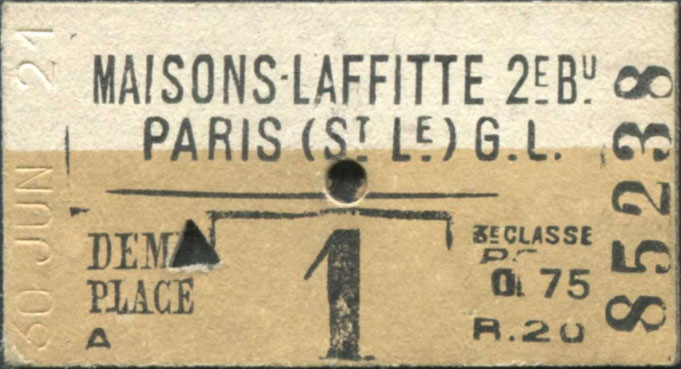 MAISONS-LAFFITTE 2E BU
PARIS (ST LE) G.L.
DEM
PLACE
A
1
3E CLASSE
0 75
R.20
85238
30 JUN 21